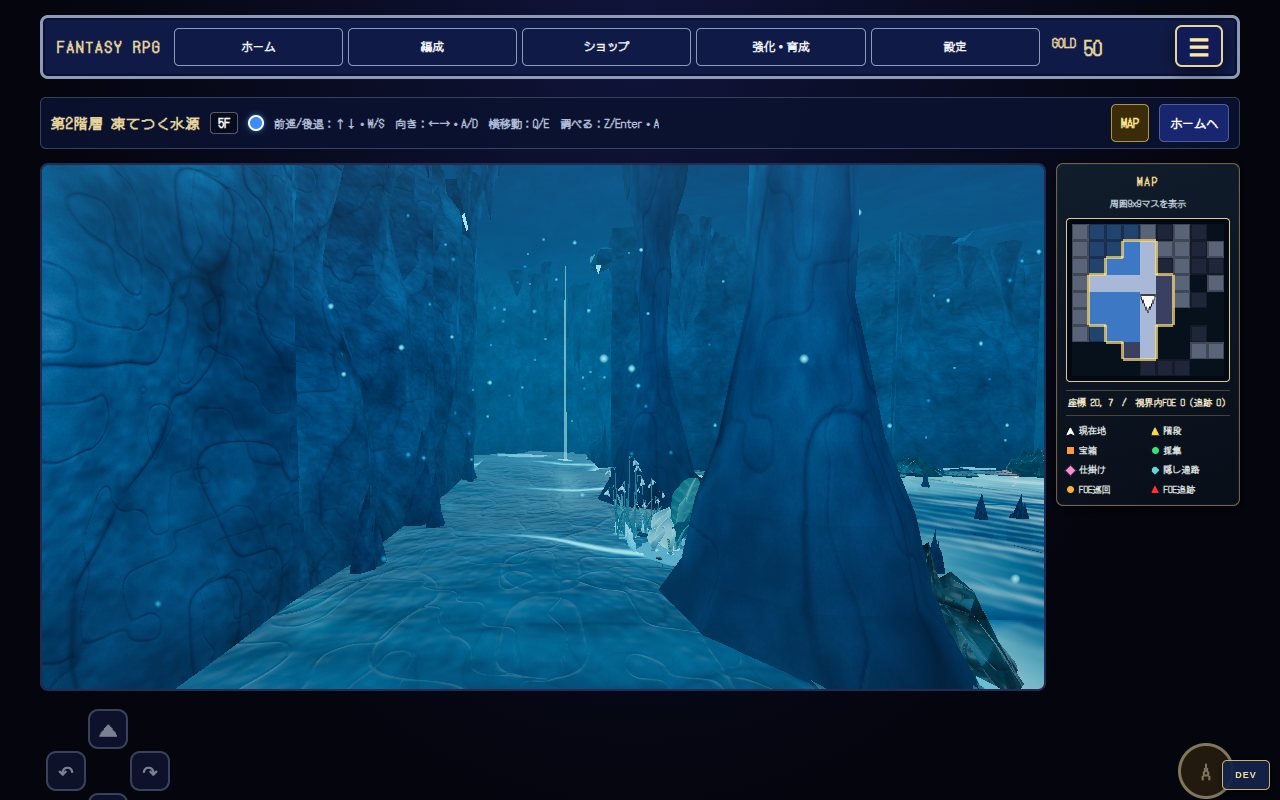 FANTASY RPG
ホーム
編成
ショップ
強化・育成
設定
GOLD 50
第2階層 凍てつく水源
5F
前進/後退：↑↓・W/S 向き：←→・A/D 横移動：Q/E 調べる：Z/Enter・A
MAP
ホームへ
MAP
周囲9x9マスを表示
座標 20, 7 / 視界内FOE 0 (追跡 0)
現在地
階段
宝箱
採集
仕掛け
隠し通路
FOE巡回
FOE追跡
A
DEV